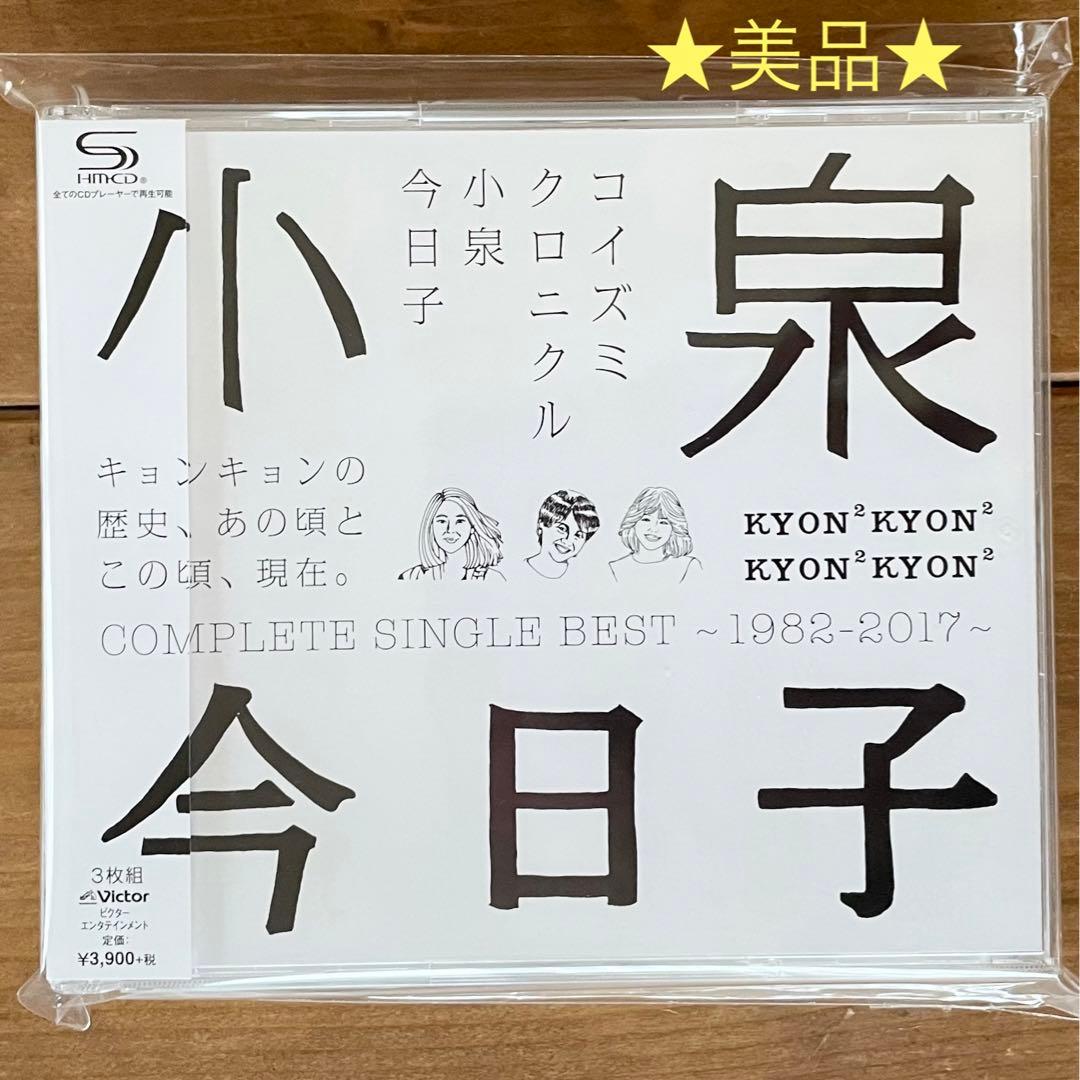 ★美品★
SHM-CD®
全てのCDプレーヤーで再生可能
小泉
コイズミ
クロニクル
小泉
今日子
キョンキョンの
歴史、あの頃と
この頃、現在。
KYON²KYON²
KYON²KYON²
COMPLETE SINGLE BEST ~1982-2017~
今日子
3枚組
Victor
ビクター
エンタテインメント
定価:
¥3,900+税